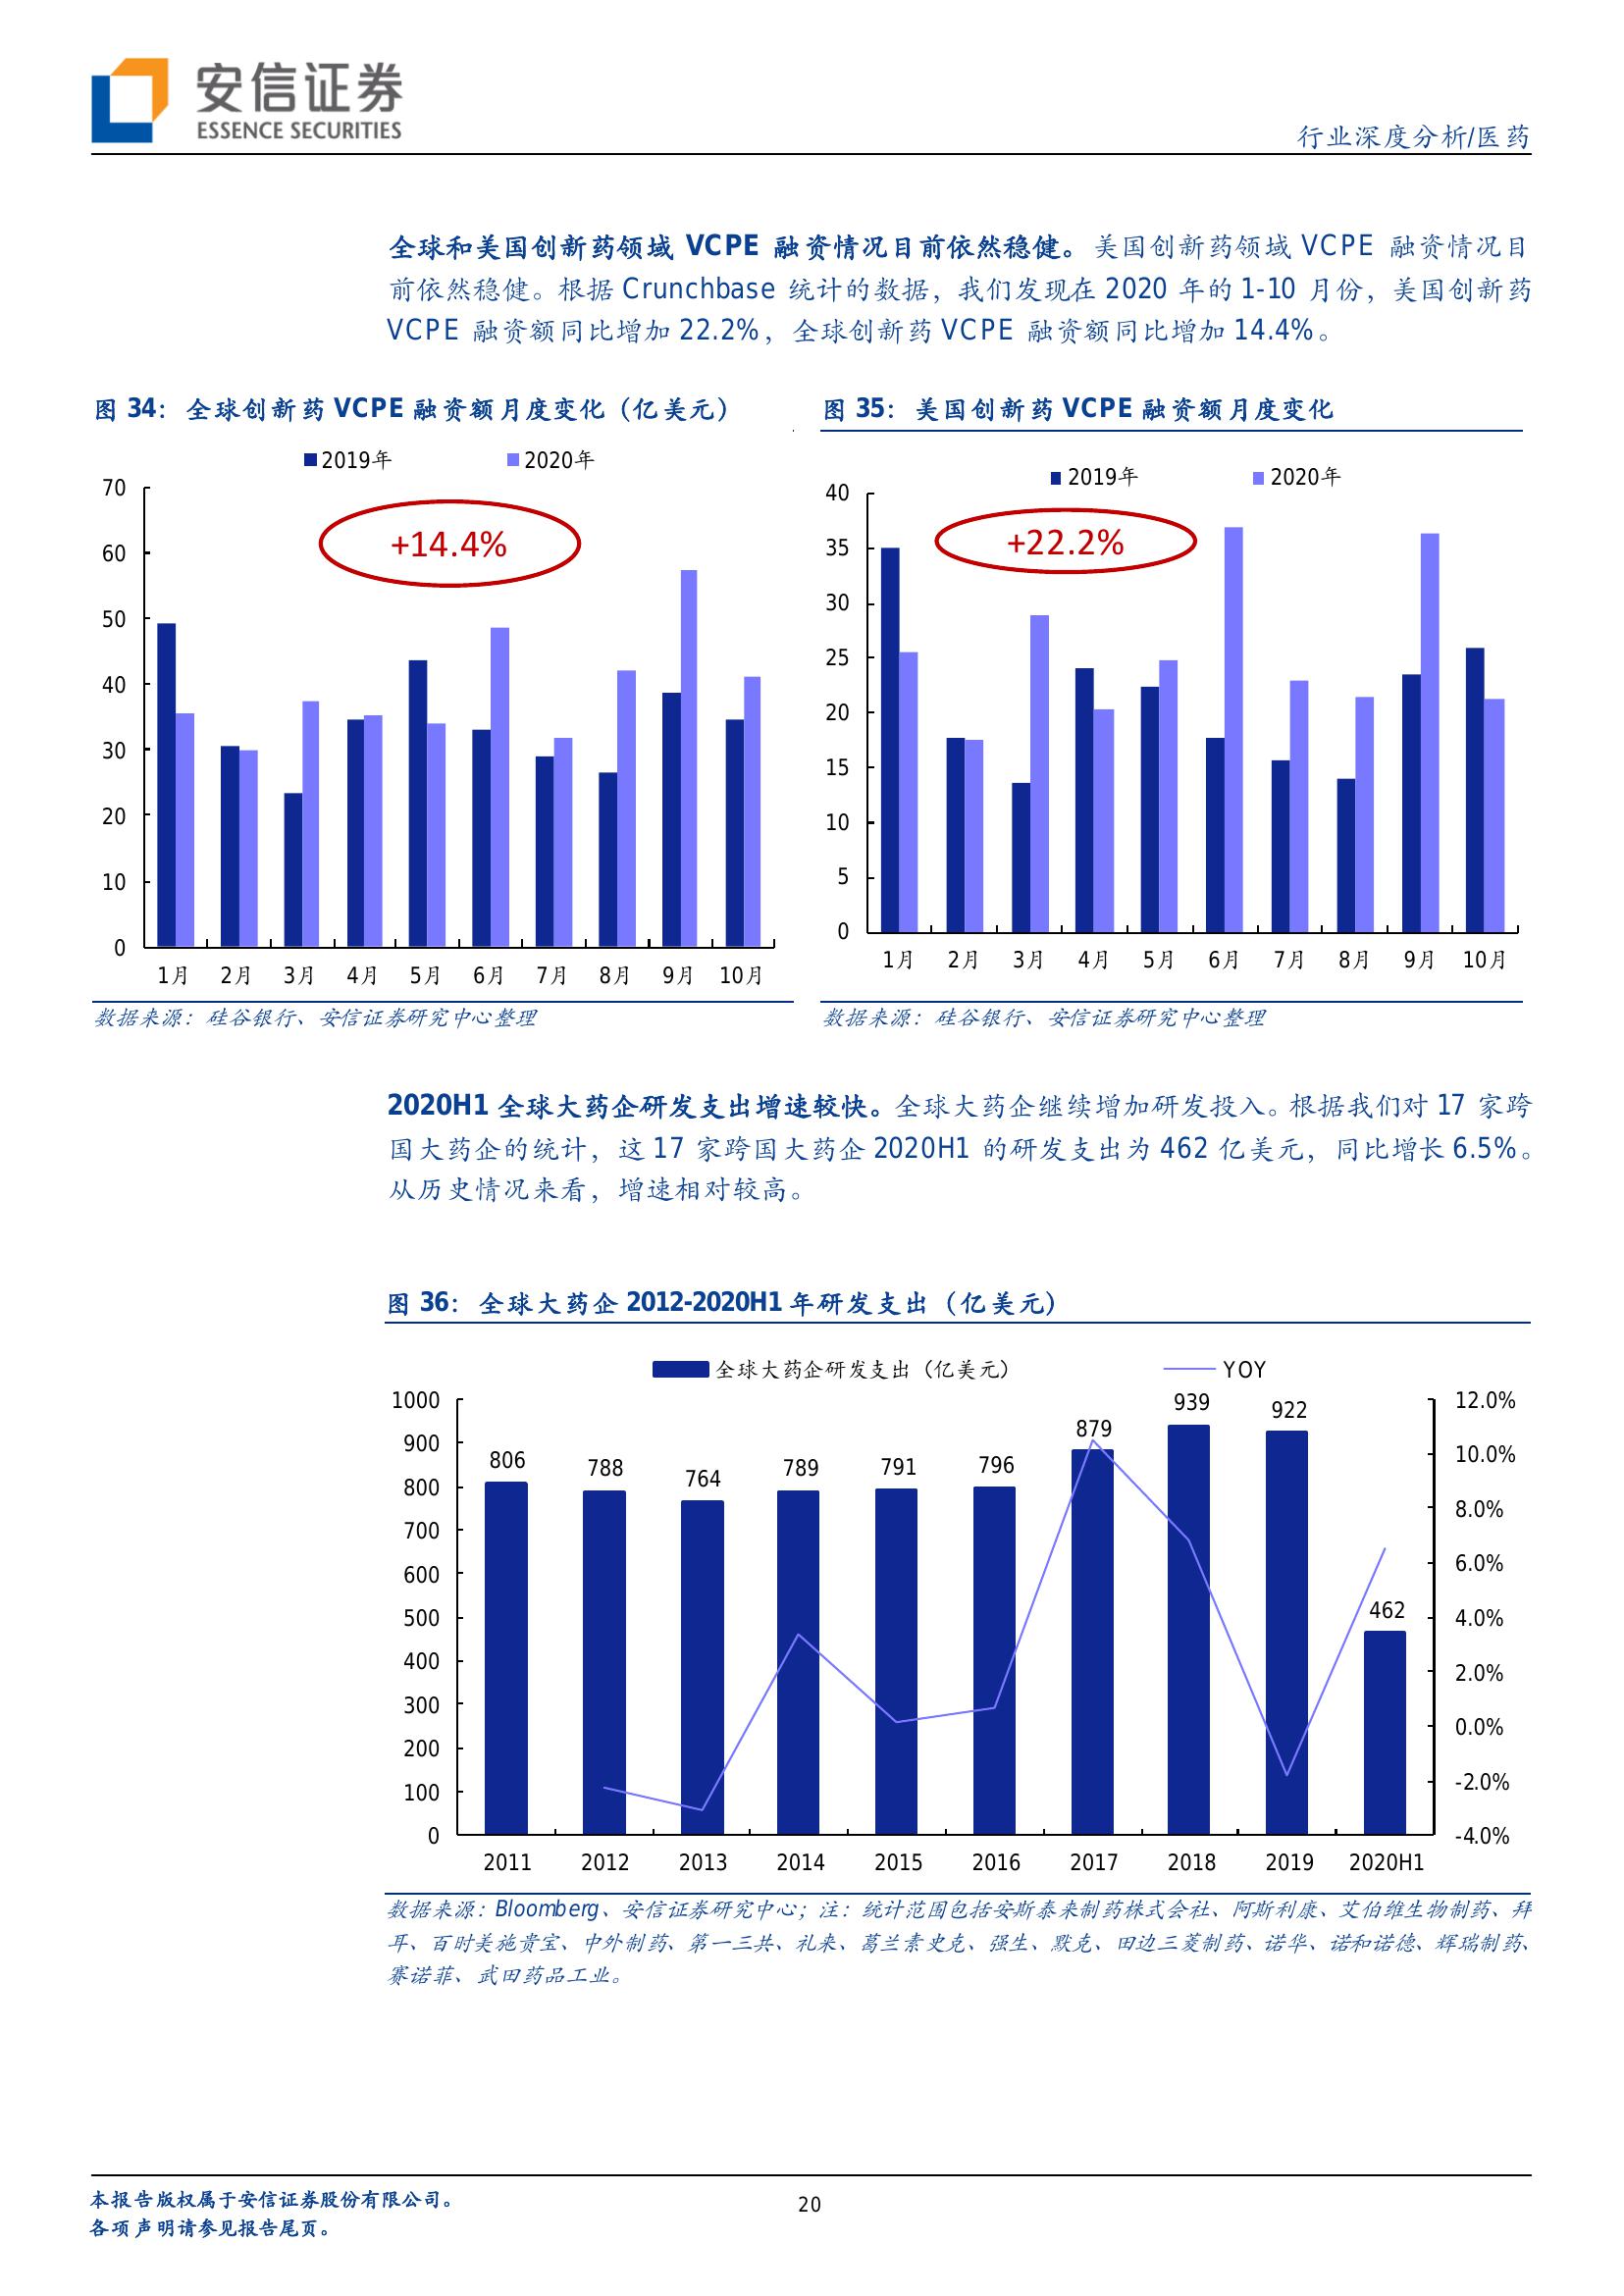 安信证券
ESSENCE SECURITIES
行业深度分析/医药
全球和美国创新药领域 VCPE 融资情况目前依然稳健。美国创新药领域 VCPE 融资情况目
前依然稳健。根据 Crunchbase 统计的数据，我们发现在 2020 年的 1-10 月份，美国创新药
VCPE 融资额同比增加 22.2%，全球创新药 VCPE 融资额同比增加 14.4%。
图 34：全球创新药 VCPE 融资额月度变化（亿美元）
2019年 2020年
+14.4%
70
60
50
40
30
20
10
0
1月 2月 3月 4月 5月 6月 7月 8月 9月 10月
数据来源：硅谷银行、安信证券研究中心整理
图 35：美国创新药 VCPE 融资额月度变化
2019年 2020年
+22.2%
40
35
30
25
20
15
10
5
0
1月 2月 3月 4月 5月 6月 7月 8月 9月 10月
数据来源：硅谷银行、安信证券研究中心整理
2020H1 全球大药企研发支出增速较快。全球大药企继续增加研发投入。根据我们对 17 家跨
国大药企的统计，这 17 家跨国大药企 2020H1 的研发支出为 462 亿美元，同比增长 6.5%。
从历史情况来看，增速相对较高。
图 36：全球大药企 2012-2020H1 年研发支出（亿美元）
全球大药企研发支出（亿美元） YOY
1000
900
800
700
600
500
400
300
200
100
0
806 788 764 789 791 796 879 939 922 462
12.0%
10.0%
8.0%
6.0%
4.0%
2.0%
0.0%
-2.0%
-4.0%
2011 2012 2013 2014 2015 2016 2017 2018 2019 2020H1
数据来源：Bloomberg、安信证券研究中心；注：统计范围包括安斯泰来制药株式会社、阿斯利康、艾伯维生物制药、拜
耳、百时美施贵宝、中外制药、第一三共、礼来、葛兰素史克、强生、默克、田边三菱制药、诺华、诺和诺德、辉瑞制药、
赛诺菲、武田药品工业。
本报告版权属于安信证券股份有限公司。
各项声明请参见报告尾页。
20